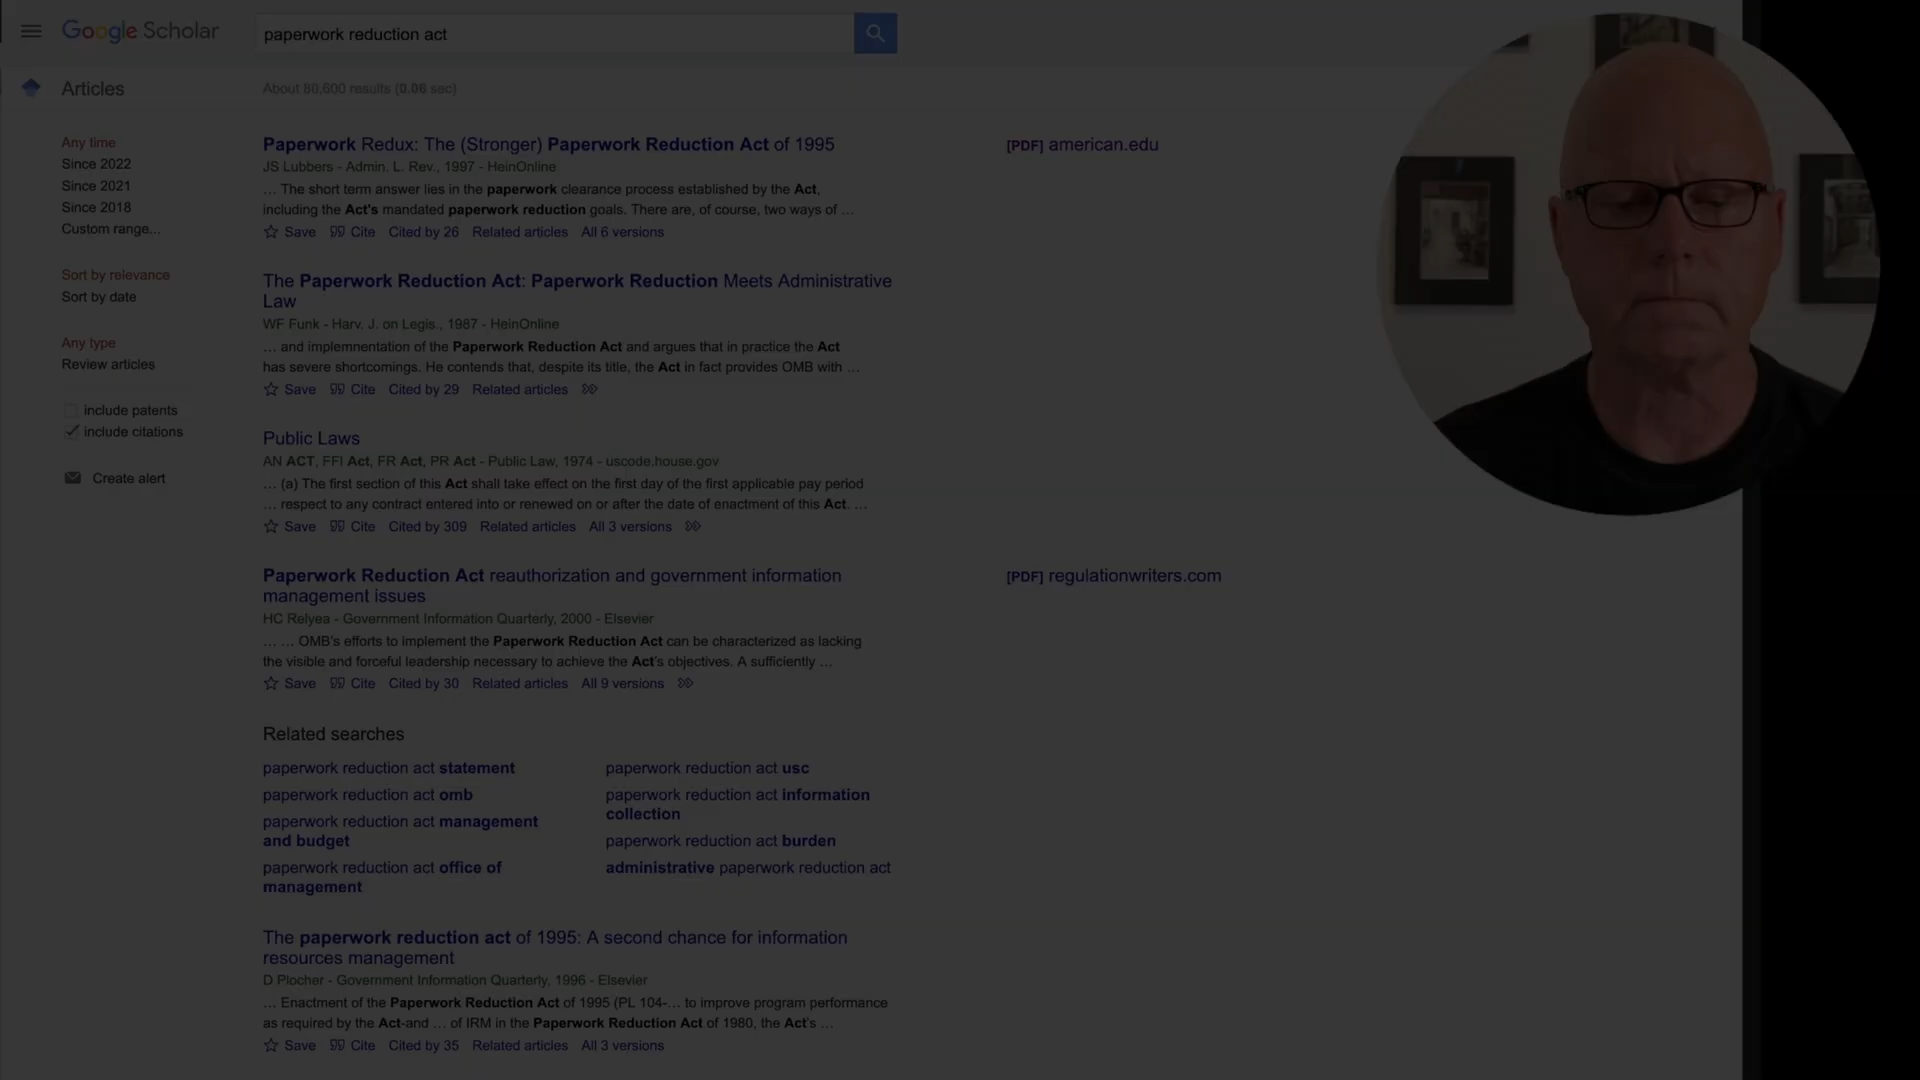 Google Scholar
paperwork reduction act
Articles
About 80,600 results (0.06 sec)
Any time
Since 2022
Since 2021
Since 2018
Custom range...
Sort by relevance
Sort by date
Any type
Review articles
include patents
include citations
Create alert
Paperwork Redux: The (Stronger) Paperwork Reduction Act of 1995
JS Lubbers - Admin. L. Rev., 1997 - HeinOnline
... The short term answer lies in the paperwork clearance process established by the Act,
including the Act's mandated paperwork reduction goals. There are, of course, two ways of ...
Save Cite Cited by 26 Related articles All 6 versions
[PDF] american.edu
The Paperwork Reduction Act: Paperwork Reduction Meets Administrative
Law
WF Funk - Harv. J. on Legis., 1987 - HeinOnline
... and implemnentation of the Paperwork Reduction Act and argues that in practice the Act
has severe shortcomings. He contends that, despite its title, the Act in fact provides OMB with ...
Save Cite Cited by 29 Related articles
Public Laws
AN ACT, FFI Act, FR Act, PR Act - Public Law, 1974 - uscode.house.gov
... (a) The first section of this Act shall take effect on the first day of the first applicable pay period
... respect to any contract entered into or renewed on or after the date of enactment of this Act. ...
Save Cite Cited by 309 Related articles All 3 versions
Paperwork Reduction Act reauthorization and government information
management issues
HC Relyea - Government Information Quarterly, 2000 - Elsevier
... ... OMB's efforts to implement the Paperwork Reduction Act can be characterized as lacking
the visible and forceful leadership necessary to achieve the Act's objectives. A sufficiently ...
Save Cite Cited by 30 Related articles All 9 versions
[PDF] regulationwriters.com
Related searches
paperwork reduction act statement
paperwork reduction act omb
paperwork reduction act management
and budget
paperwork reduction act office of
management
paperwork reduction act usc
paperwork reduction act information
collection
paperwork reduction act burden
administrative paperwork reduction act
The paperwork reduction act of 1995: A second chance for information
resources management
D Plocher - Government Information Quarterly, 1996 - Elsevier
... Enactment of the Paperwork Reduction Act of 1995 (PL 104-... to improve program performance
as required by the Act-and ... of IRM in the Paperwork Reduction Act of 1980, the Act's ...
Save Cite Cited by 35 Related articles All 3 versions